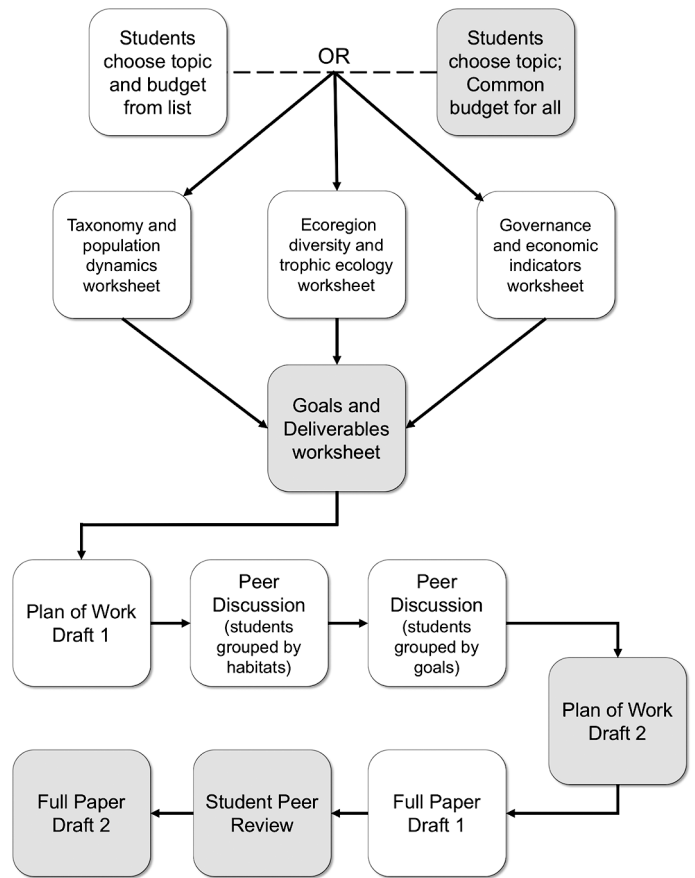 Students
choose topic
and budget
from list
OR
Students
choose topic;
Common
budget for all
Taxonomy and
population
dynamics
worksheet
Ecoregion
diversity and
trophic ecology
worksheet
Governance
and economic
indicators
worksheet
Goals and
Deliverables
worksheet
Plan of Work
Draft 1
Peer
Discussion
(students
grouped by
habitats)
Peer
Discussion
(students
grouped by
goals)
Plan of Work
Draft 2
Full Paper
Draft 2
Student Peer
Review
Full Paper
Draft 1